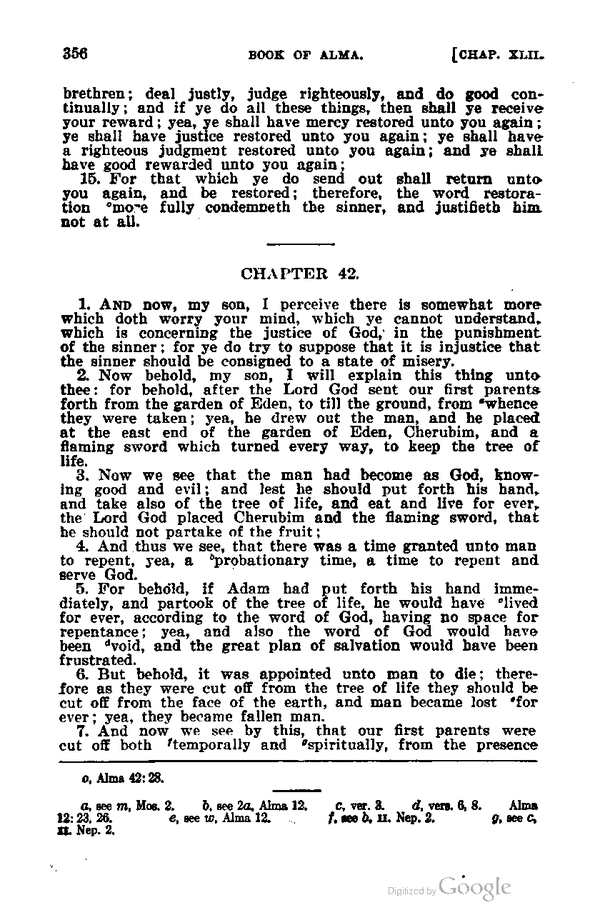 356 BOOK OF ALMA. [CHAP. XLII.
brethren; deal justly, judge righteously, and do good con-
tinually; and if ye do all these things, then shall ye receive
your reward; yea, ye shall have mercy restored unto you again;
ye shall have justice restored unto you again; ye shall have
a righteous judgment restored unto you again; and ye shall
have good rewarded unto you again;
15. For that which ye do send out shall return unto
you again, and be restored; therefore, the word restora-
tion ᵒmore fully condemneth the sinner, and justifieth him
not at all.
CHAPTER 42.
1. AND now, my son, I perceive there is somewhat more
which doth worry your mind, which ye cannot understand,
which is concerning the justice of God, in the punishment
of the sinner; for ye do try to suppose that it is injustice that
the sinner should be consigned to a state of misery.
2. Now behold, my son, I will explain this thing unto
thee: for behold, after the Lord God sent our first parents
forth from the garden of Eden, to till the ground, from ᵃwhence
they were taken; yea, he drew out the man, and he placed
at the east end of the garden of Eden, Cherubim, and a
flaming sword which turned every way, to keep the tree of
life.
3. Now we see that the man had become as God, know-
ing good and evil; and lest he should put forth his hand,
and take also of the tree of life, and eat and live for ever,
the Lord God placed Cherubim and the flaming sword, that
he should not partake of the fruit;
4. And thus we see, that there was a time granted unto man
to repent, yea, a ᵇprobationary time, a time to repent and
serve God.
5. For behold, if Adam had put forth his hand imme-
diately, and partook of the tree of life, he would have ᶜlived
for ever, according to the word of God, having no space for
repentance; yea, and also the word of God would have
been ᵈvoid, and the great plan of salvation would have been
frustrated.
6. But behold, it was appointed unto man to die; there-
fore as they were cut off from the tree of life they should be
cut off from the face of the earth, and man became lost ᵉfor
ever; yea, they became fallen man.
7. And now we see by this, that our first parents were
cut off both ᶠtemporally and ᵍspiritually, from the presence
o, Alma 42:28.
a, see m, Mos. 2. b, see 2a, Alma 12. c, ver. 3. d, vers. 6, 8. Alma
12:23, 26. e, see w, Alma 12. f, see b, II. Nep. 2. g, see c,
II. Nep. 2.
Digitized by Google